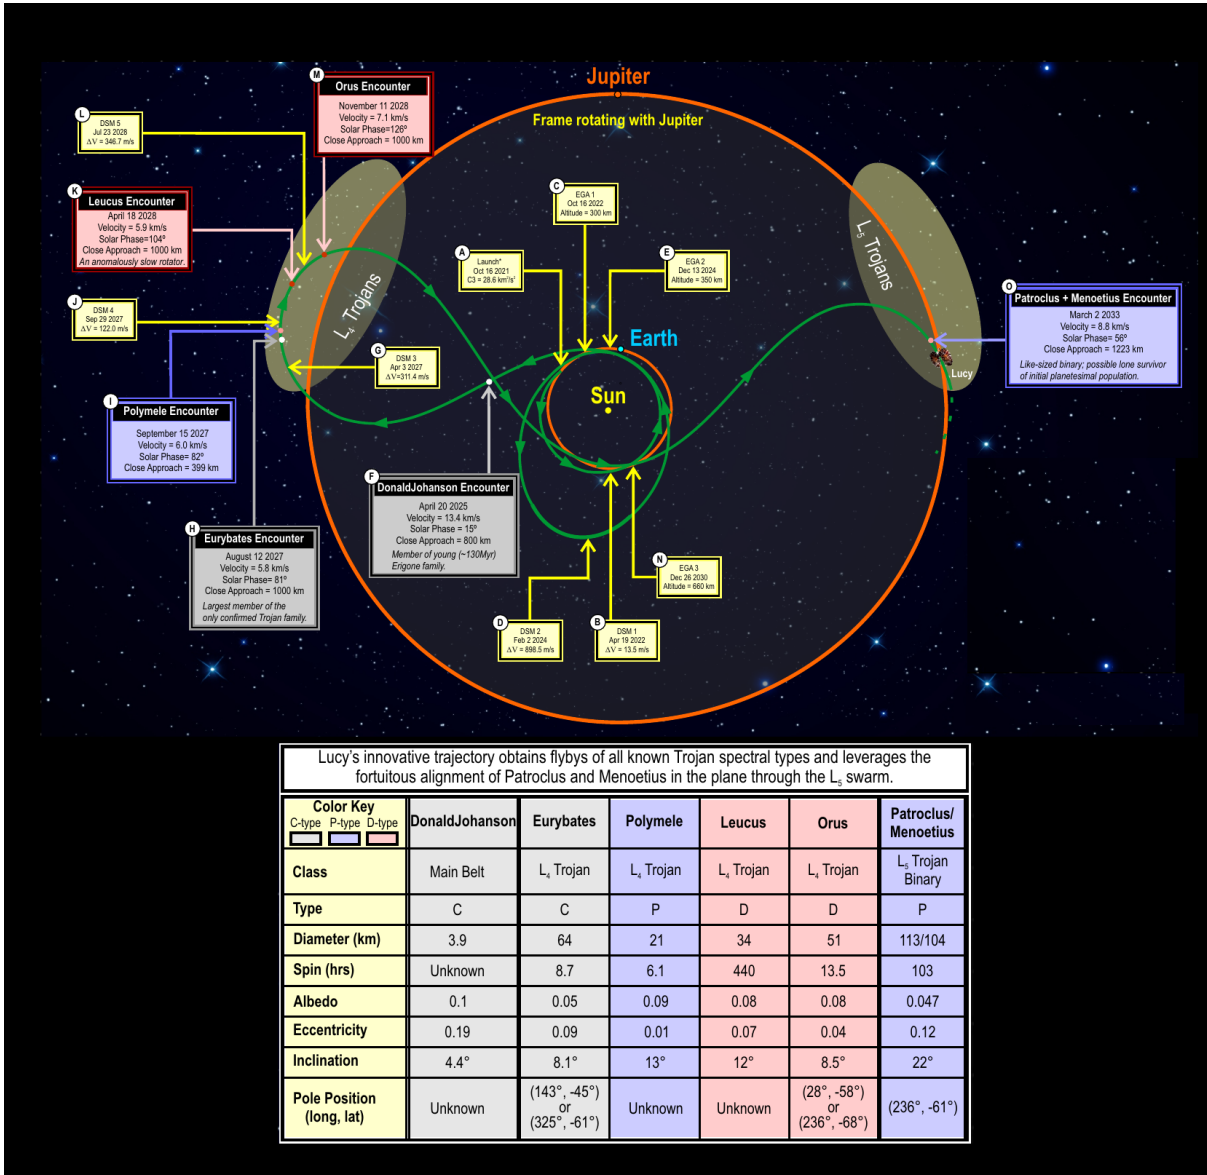 Jupiter
Frame rotating with Jupiter
M
Orus Encounter
November 11 2028
Velocity = 7.1 km/s
Solar Phase=126°
Close Approach = 1000 km
L
DSM 5
Jul 23 2028
ΔV = 346.7 m/s
K
Leucus Encounter
April 18 2028
Velocity = 5.9 km/s
Solar Phase=104°
Close Approach = 1000 km
An anomalously slow rotator.
J
DSM 4
Sep 29 2027
ΔV = 122.0 m/s
L4 Trojans
G
DSM 3
Apr 3 2027
ΔV=311.4 m/s
I
Polymele Encounter
September 15 2027
Velocity = 6.0 km/s
Solar Phase= 82°
Close Approach = 399 km
H
Eurybates Encounter
August 12 2027
Velocity = 5.8 km/s
Solar Phase= 81°
Close Approach = 1000 km
Largest member of the
only confirmed Trojan family.
C
EGA 1
Oct 16 2022
Altitude = 300 km
A
Launch*
Oct 16 2021
C3 = 28.6 km²/s²
E
EGA 2
Dec 13 2024
Altitude = 350 km
Earth
Sun
F
DonaldJohanson Encounter
April 20 2025
Velocity = 13.4 km/s
Solar Phase = 15°
Close Approach = 800 km
Member of young (~130Myr)
Erigone family.
N
EGA 3
Dec 26 2030
Altitude = 660 km
D
DSM 2
Feb 2 2024
ΔV = 898.5 m/s
B
DSM 1
Apr 19 2022
ΔV = 13.5 m/s
L5 Trojans
Lucy
O
Patroclus + Menoetius Encounter
March 2 2033
Velocity = 8.8 km/s
Solar Phase= 56°
Close Approach = 1223 km
Like-sized binary; possible lone survivor
of initial planetesimal population.
Lucy's innovative trajectory obtains flybys of all known Trojan spectral types and leverages the
fortuitous alignment of Patroclus and Menoetius in the plane through the L5 swarm.
Color Key
C-type P-type D-type
DonaldJohanson Eurybates Polymele Leucus Orus Patroclus/
Menoetius
Class Main Belt L4 Trojan L4 Trojan L4 Trojan L4 Trojan L5 Trojan
Binary
Type C C P D D P
Diameter (km) 3.9 64 21 34 51 113/104
Spin (hrs) Unknown 8.7 6.1 440 13.5 103
Albedo 0.1 0.05 0.09 0.08 0.08 0.047
Eccentricity 0.19 0.09 0.01 0.07 0.04 0.12
Inclination 4.4° 8.1° 13° 12° 8.5° 22°
Pole Position
(long, lat)
Unknown
(143°, -45°)
or
(325°, -61°)
Unknown
Unknown
(28°, -58°)
or
(236°, -68°)
(236°, -61°)